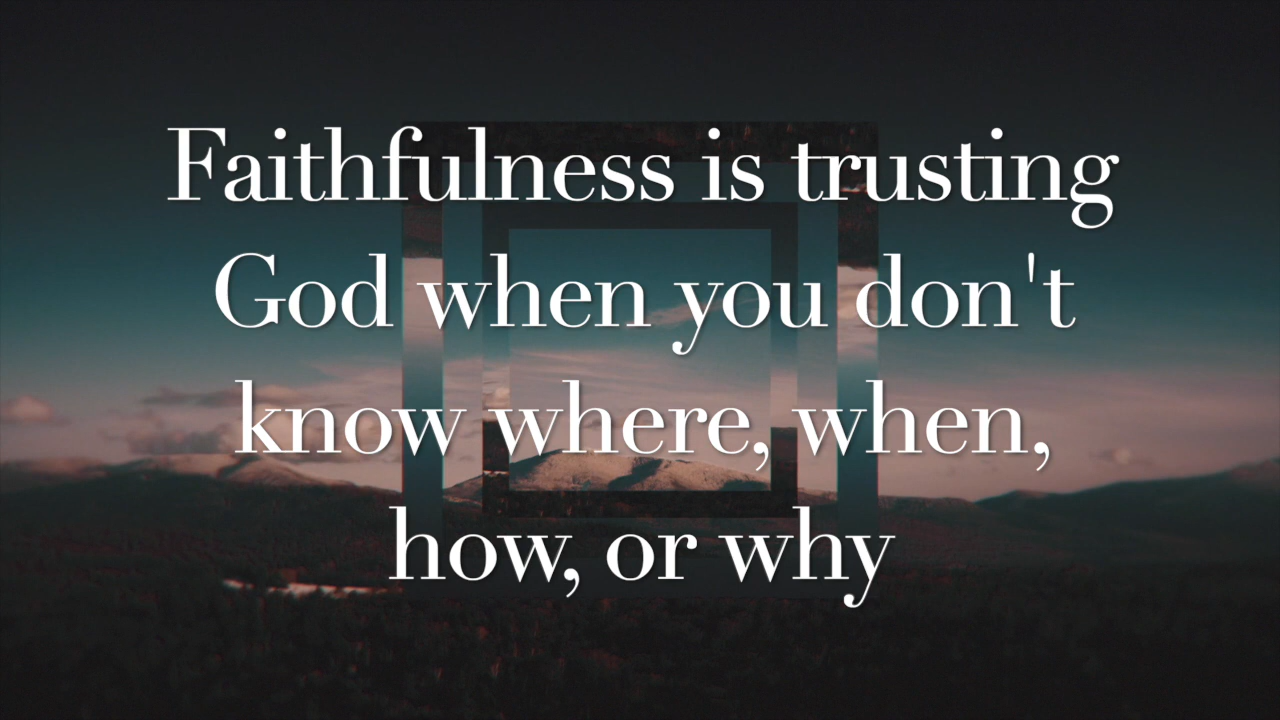 Faithfulness is trusting
God when you don't
know where, when,
how, or why